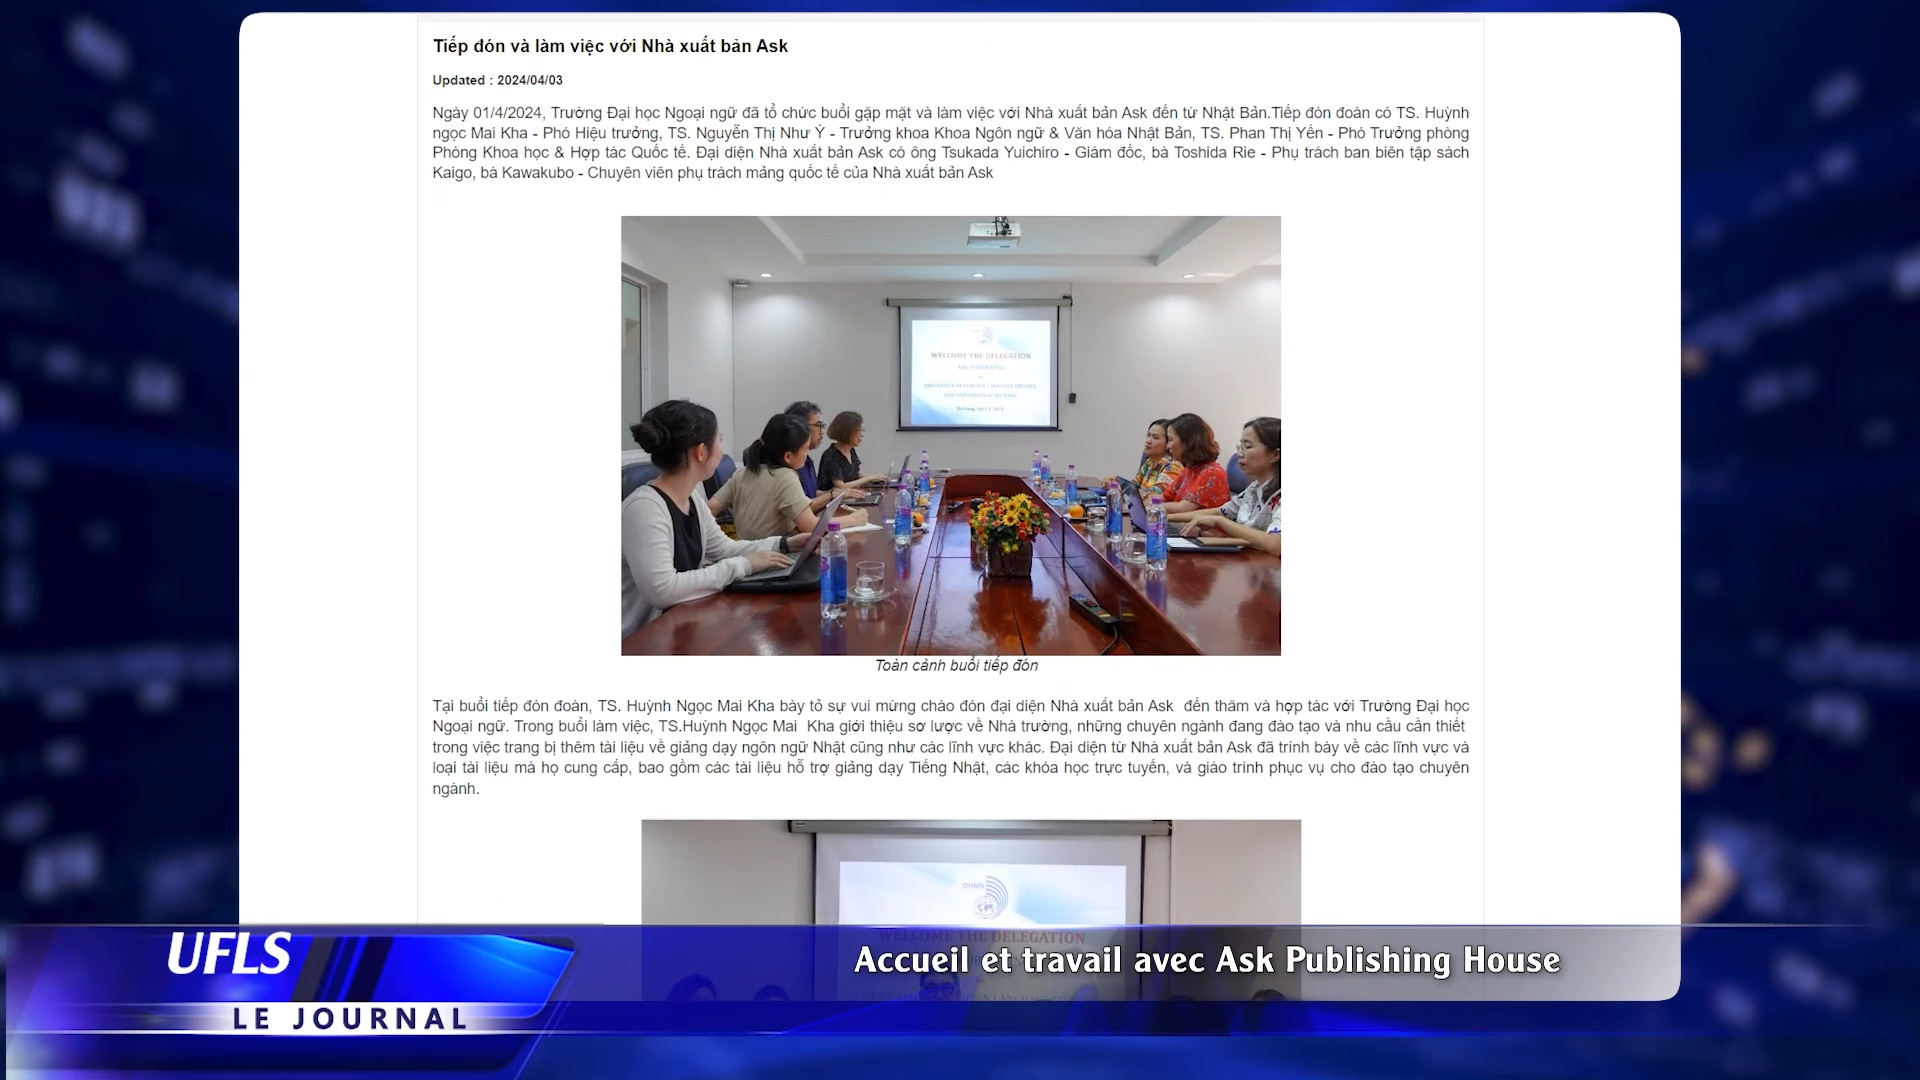 Tiếp đón và làm việc với Nhà xuất bản Ask
Updated : 2024/04/03
Ngày 01/4/2024, Trường Đại học Ngoại ngữ đã tổ chức buổi gặp mặt và làm việc với Nhà xuất bản Ask đến từ Nhật Bản.Tiếp đón đoàn có TS. Huỳnh
ngọc Mai Kha - Phó Hiệu trưởng, TS. Nguyễn Thị Như Ý - Trưởng khoa Khoa Ngôn ngữ & Văn hóa Nhật Bản, TS. Phan Thị Yến - Phó Trưởng phòng
Phòng Khoa học & Hợp tác Quốc tế. Đại diện Nhà xuất bản Ask có ông Tsukada Yuichiro - Giám đốc, bà Toshida Rie - Phụ trách ban biên tập sách
Kaigo, bà Kawakubo - Chuyên viên phụ trách mảng quốc tế của Nhà xuất bản Ask
WELCOME THE DELEGATION
ASK PUBLISHING
Toàn cảnh buổi tiếp đón
Tại buổi tiếp đón đoàn, TS. Huỳnh Ngọc Mai Kha bày tỏ sự vui mừng chào đón đại diện Nhà xuất bản Ask đến thăm và hợp tác với Trường Đại học
Ngoại ngữ. Trong buổi làm việc, TS.Huỳnh Ngọc Mai Kha giới thiệu sơ lược về Nhà trường, những chuyên ngành đang đào tạo và nhu cầu cần thiết
trong việc trang bị thêm tài liệu về giảng dạy ngôn ngữ Nhật cũng như các lĩnh vực khác. Đại diện từ Nhà xuất bản Ask đã trình bày về các lĩnh vực và
loại tài liệu mà họ cung cấp, bao gồm các tài liệu hỗ trợ giảng dạy Tiếng Nhật, các khóa học trực tuyến, và giáo trình phục vụ cho đào tạo chuyên
ngành.
DHNN
WELCOME THE DELEGATION
UFLS
LE JOURNAL
Accueil et travail avec Ask Publishing House